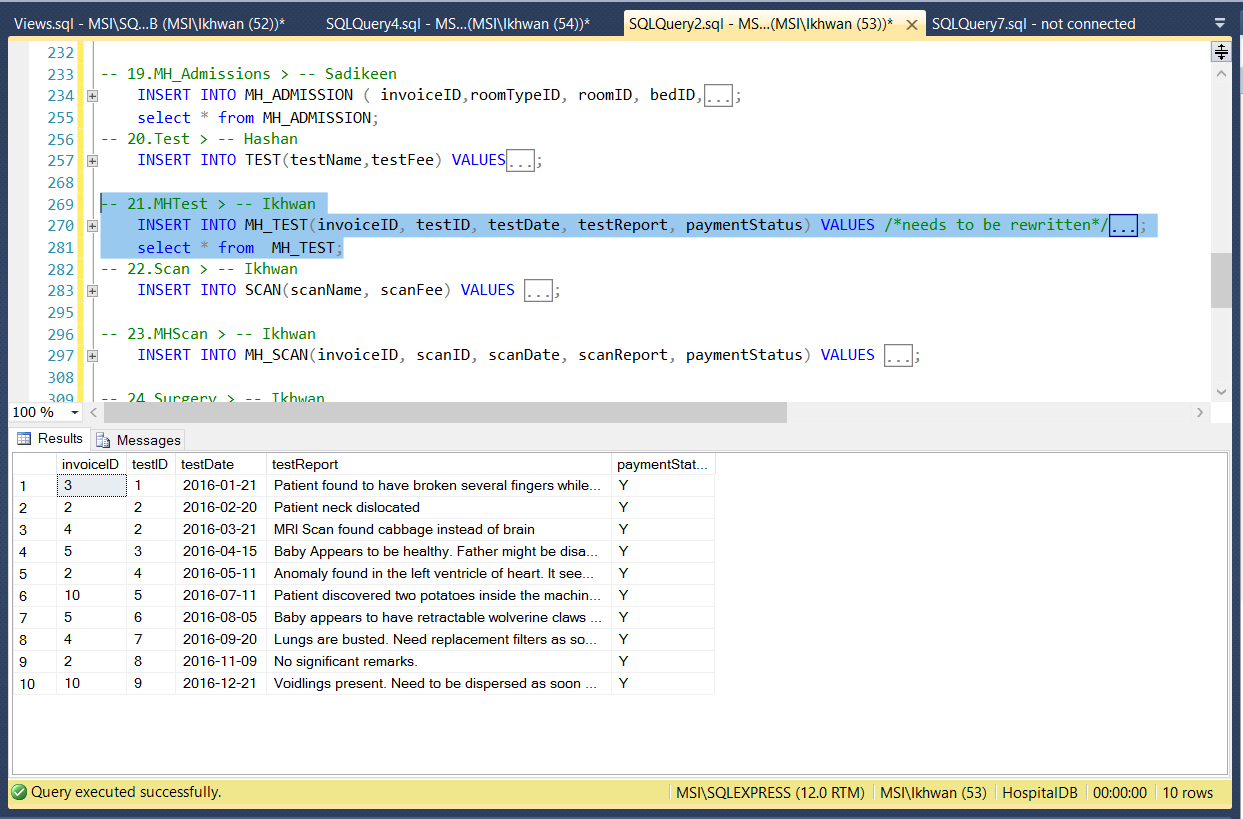 Views.sql - MSI\SQ...B (MSI\Ikhwan (52))* SQLQuery4.sql - MS...(MSI\Ikhwan (54))* SQLQuery2.sql - MS...(MSI\Ikhwan (53))* SQLQuery7.sql - not connected
232
233 -- 19.MH_Admissions > -- Sadikeen
234 INSERT INTO MH_ADMISSION ( invoiceID,roomTypeID, roomID, bedID,...;
255 select * from MH_ADMISSION;
256 -- 20.Test > -- Hashan
257 INSERT INTO TEST(testName,testFee) VALUES...;
268
269 -- 21.MHTest > -- Ikhwan
270 INSERT INTO MH_TEST(invoiceID, testID, testDate, testReport, paymentStatus) VALUES /*needs to be rewritten*/...;
281 select * from  MH_TEST;
282 -- 22.Scan > -- Ikhwan
283 INSERT INTO SCAN(scanName, scanFee) VALUES ...;
295
296 -- 23.MHScan > -- Ikhwan
297 INSERT INTO MH_SCAN(invoiceID, scanID, scanDate, scanReport, paymentStatus) VALUES ...;
308
309 -- 24.Surgery > -- Ikhwan
100 %
Results Messages
invoiceID testID testDate testReport paymentStat...
1 3 1 2016-01-21 Patient found to have broken several fingers while... Y
2 2 2 2016-02-20 Patient neck dislocated Y
3 4 2 2016-03-21 MRI Scan found cabbage instead of brain Y
4 5 3 2016-04-15 Baby Appears to be healthy. Father might be disa... Y
5 2 4 2016-05-11 Anomaly found in the left ventricle of heart. It see... Y
6 10 5 2016-07-11 Patient discovered two potatoes inside the machin... Y
7 5 6 2016-08-05 Baby appears to have retractable wolverine claws ... Y
8 4 7 2016-09-20 Lungs are busted. Need replacement filters as so... Y
9 2 8 2016-11-09 No significant remarks. Y
10 10 9 2016-12-21 Voidlings present. Need to be dispersed as soon ... Y
Query executed successfully. MSI\SQLEXPRESS (12.0 RTM) MSI\Ikhwan (53) HospitalDB 00:00:00 10 rows